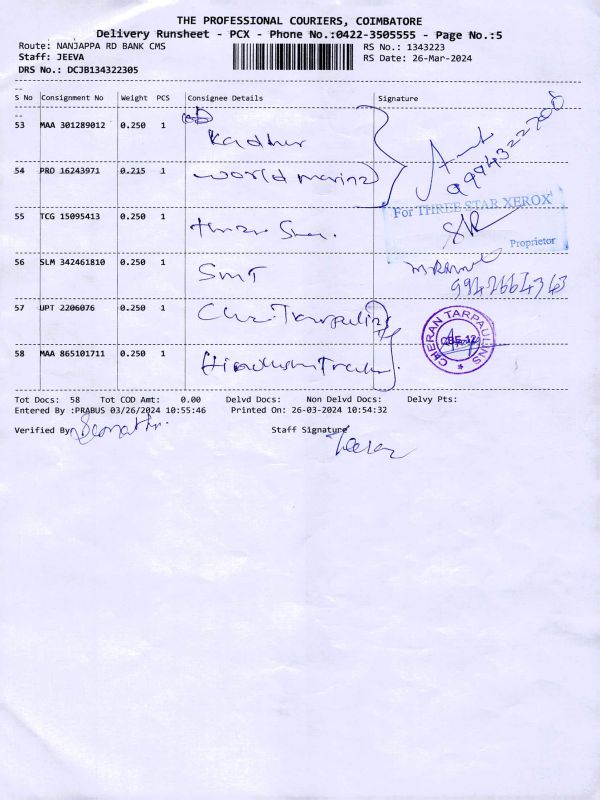 THE PROFESSIONAL COURIERS, COIMBATORE
Delivery Runsheet - PCX - Phone No.:0422-3505555 - Page No.:5
Route: NANJAPPA RD BANK CMS
RS No.: 1343223
Staff: JEEVA
RS Date: 26-Mar-2024
DRS No.: DCJB134322305
S No Consignment No Weight PCS Consignee Details Signature
53 MAA 301289012 0.250 1 Kadhur
54 PRO 16243971 0.215 1 world marine
55 TCG 15095413 0.250 1
For THREE STAR XEROX
Proprietor
56 SLM 342461810 0.250 1 SMT
9942664343
57 UPT 2206076 0.250 1 Che. Tarpaulins
CHERAN TARPAULINS
CBE-12
58 MAA 865101711 0.250 1
Tot Docs: 58 Tot COD Amt: 0.00 Delvd Docs: Non Delvd Docs: Delvy Pts:
Entered By :PRABUS 03/26/2024 10:55:46 Printed On: 26-03-2024 10:54:32
Verified By
Staff Signature